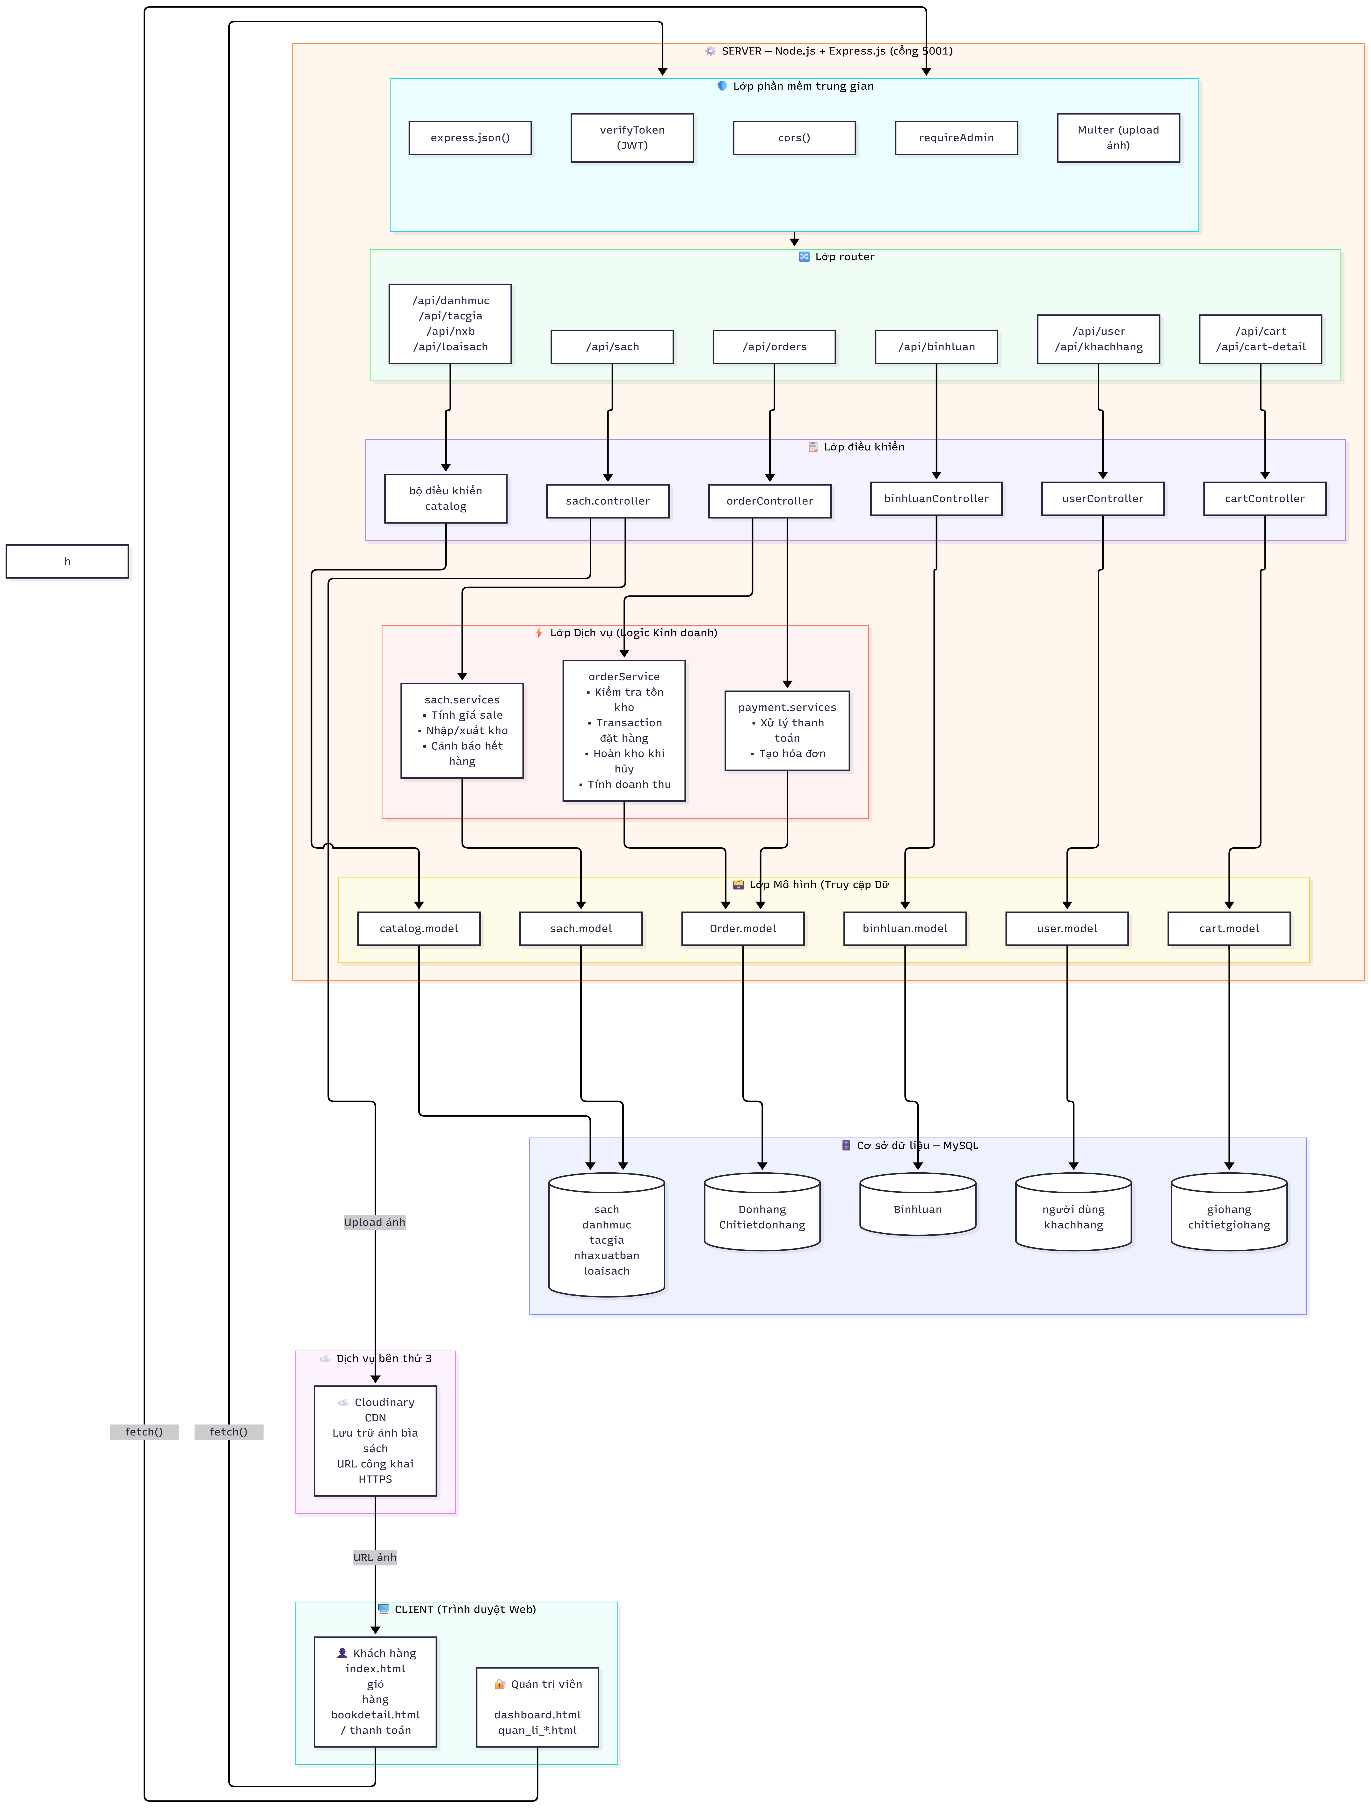 SERVER — Node.js + Express.js (cổng 5001)
Lớp phần mềm trung gian
express.json()
verifyToken
(JWT)
cors()
requireAdmin
Multer (upload
ảnh)
Lớp router
/api/danhmuc
/api/tacgia
/api/nxb
/api/loaisach
/api/sach
/api/orders
/api/binhluan
/api/user
/api/khachhang
/api/cart
/api/cart-detail
Lớp điều khiển
bộ điều khiển
catalog
sach.controller
orderController
binhluanController
userController
cartController
h
Lớp Dịch vụ (Logic Kinh doanh)
sach.services
• Tính giá sale
• Nhập/xuất kho
• Cảnh báo hết
hàng
orderService
• Kiểm tra tồn
kho
• Transaction
đặt hàng
• Hoàn kho khi
hủy
• Tính doanh thu
payment.services
• Xử lý thanh
toán
• Tạo hóa đơn
Lớp Mô hình (Truy cập Dữ
catalog.model
sach.model
Order.model
binhluan.model
user.model
cart.model
Cơ sở dữ liệu — MySQL
sach
danhmuc
tacgia
nhaxuatban
loaisach
Donhang
Chitietdonhang
Binhluan
người dùng
khachhang
giohang
chitietgiohang
Upload ảnh
Dịch vụ bên thứ 3
Cloudinary
CDN
Lưu trữ ảnh bìa
sách
URL công khai
HTTPS
fetch()
fetch()
URL ảnh
CLIENT (Trình duyệt Web)
Khách hàng
index.html
giỏ
hàng
bookdetail.html
/ thanh toán
Quản trị viên
dashboard.html
quan_li_*.html